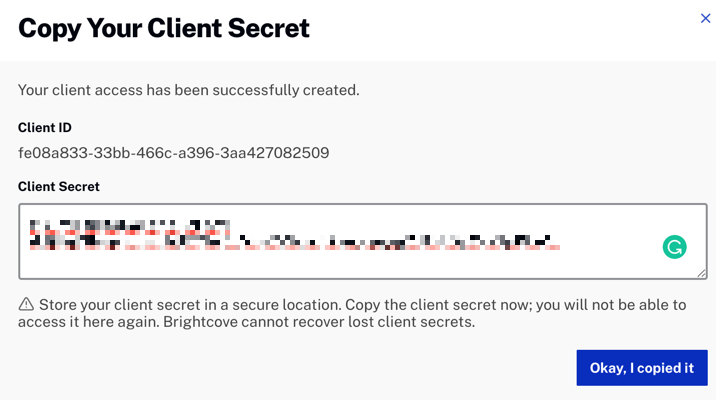 Copy Your Client Secret
Your client access has been successfully created.
Client ID
fe08a833-33bb-466c-a396-3aa427082509
Client Secret
Store your client secret in a secure location. Copy the client secret now; you will not be able to
access it here again. Brightcove cannot recover lost client secrets.
Okay, I copied it